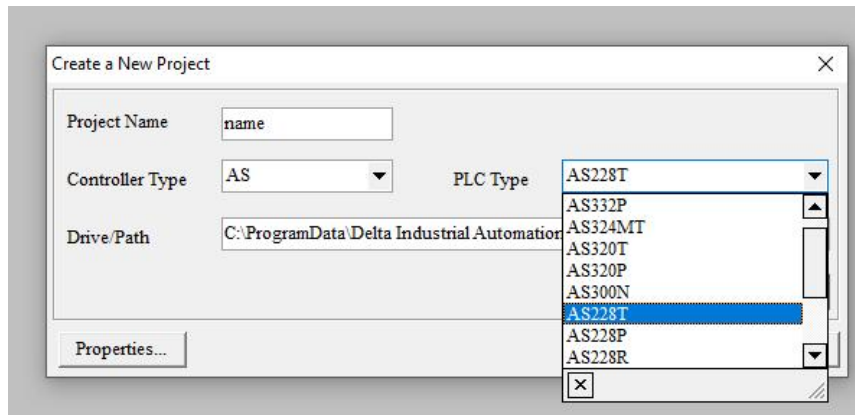 Create a New Project
Project Name
name
Controller Type
AS
PLC Type
AS228T
Drive/Path
C:\ProgramData\Delta Industrial Automation
AS332P
AS324MT
AS320T
AS320P
AS300N
AS228T
AS228P
AS228R
Properties...